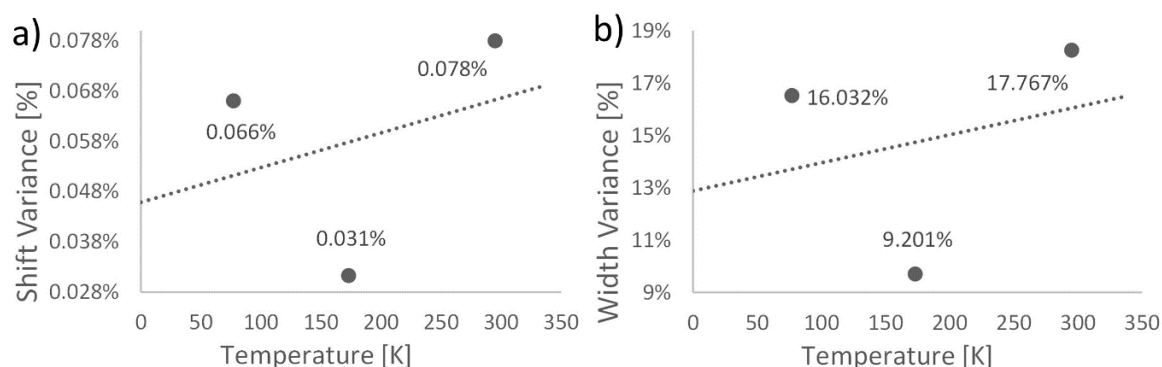 a)
Shift Variance [%]
0.078%
0.068%
0.058%
0.048%
0.038%
0.028%
0.066%
0.078%
0.031%
0 50 100 150 200 250 300 350
Temperature [K]
b)
Width Variance [%]
19%
17%
15%
13%
11%
9%
16.032%
17.767%
9.201%
0 50 100 150 200 250 300 350
Temperature [K]